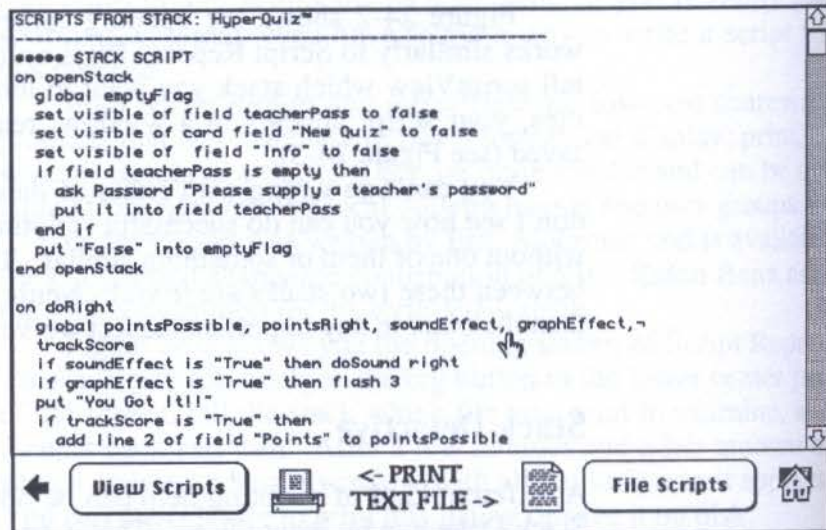 SCRIPTS FROM STACK: HyperQuiz™
----------------------------------------
●●●●● STACK SCRIPT
on openStack
global emptyFlag
set visible of field teacherPass to false
set visible of card field "New Quiz" to false
set visible of field "Info" to false
if field teacherPass is empty then
ask Password "Please supply a teacher's password"
put it into field teacherPass
end if
put "False" into emptyFlag
end openStack
on doRight
global pointsPossible, pointsRight, soundEffect, graphEffect,¬
trackScore
if soundEffect is "True" then doSound right
if graphEffect is "True" then flash 3
put "You Got It!!"
if trackScore is "True" then
add line 2 of field "Points" to pointsPossible
View Scripts
<- PRINT
TEXT FILE ->
File Scripts